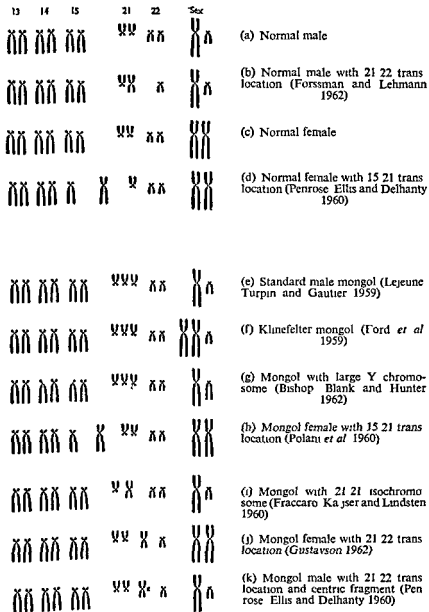 13 14 15 21 22 Sex
(a) Normal male
(b) Normal male with 21 22 trans
location (Forssman and Lehmann
1962)
(c) Normal female
(d) Normal female with 15 21 trans
location (Penrose Ellis and Delhanty
1960)
(e) Standard male mongol (Lejeune
Turpin and Gautier 1959)
(f) Klinefelter mongol (Ford et al
1959)
(g) Mongol with large Y chromo-
some (Bishop Blank and Hunter
1962)
(h) Mongol female with 15 21 trans
location (Polani et al 1960)
(i) Mongol with 21 21 isochromo
some (Fraccaro Kaijser and Lindsten
1960)
(j) Mongol female with 21 22 trans
location (Gustavson 1962)
(k) Mongol male with 21 22 trans
location and centric fragment (Pen
rose Ellis and Delhanty 1960)